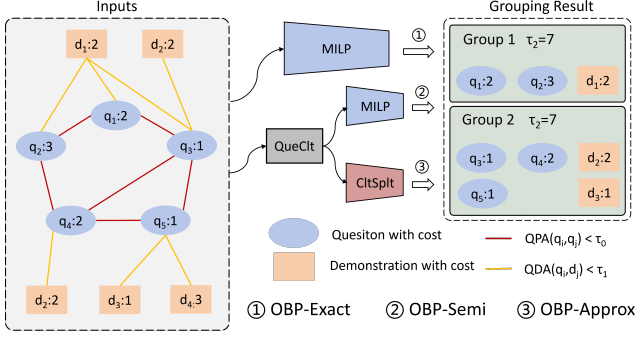 Inputs
d₁:2
d₂:2
q₁:2
q₂:3
q₃:1
q₄:2
q₅:1
d₂:2
d₃:1
d₄:3
MILP
QueClt
MILP
CltSplt
①
②
③
Grouping Result
Group 1 τ₂=7
q₁:2 q₂:3 d₁:2
Group 2 τ₂=7
q₃:1 q₄:2 d₂:2
q₅:1 d₃:1
Quesiton with cost
QPA(qᵢ,qⱼ) < τ₀
Demonstration with cost
QDA(qᵢ,dⱼ) < τ₁
① OBP-Exact ② OBP-Semi ③ OBP-Approx